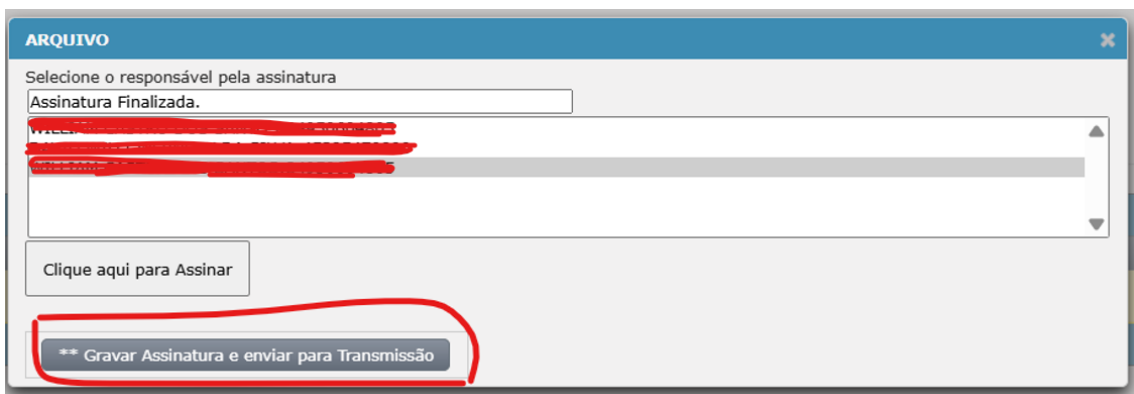 ARQUIVO
Selecione o responsável pela assinatura
Assinatura Finalizada.
Clique aqui para Assinar
** Gravar Assinatura e enviar para Transmissão